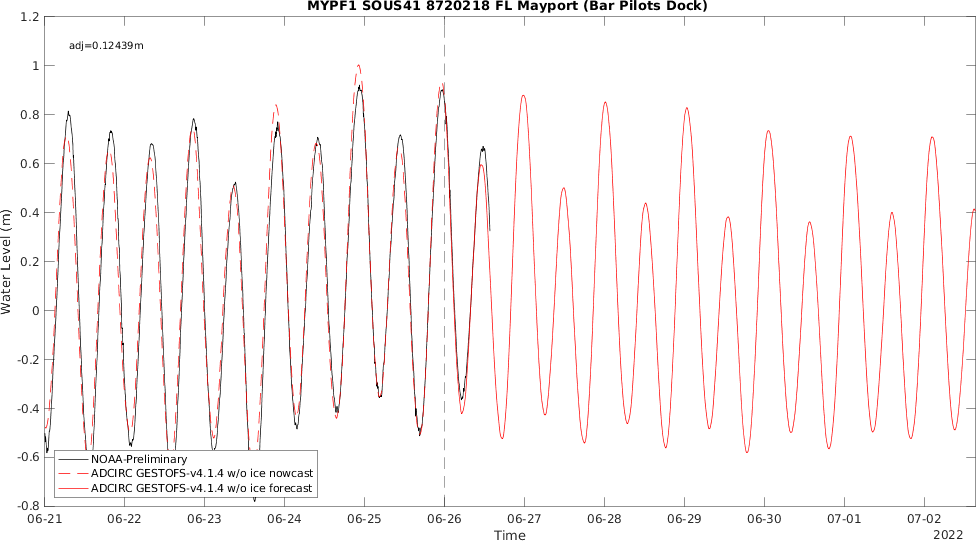 MYPF1 SOUS41 8720218 FL Mayport (Bar Pilots Dock)
1.2
adj=0.12439m
1
0.8
0.6
0.4
0.2
0
-0.2
-0.4
-0.6
-0.8
Water Level (m)
NOAA-Preliminary
ADCIRC GESTOFS-v4.1.4 w/o ice nowcast
ADCIRC GESTOFS-v4.1.4 w/o ice forecast
06-21 06-22 06-23 06-24 06-25 06-26 06-27 06-28 06-29 06-30 07-01 07-02
Time
2022